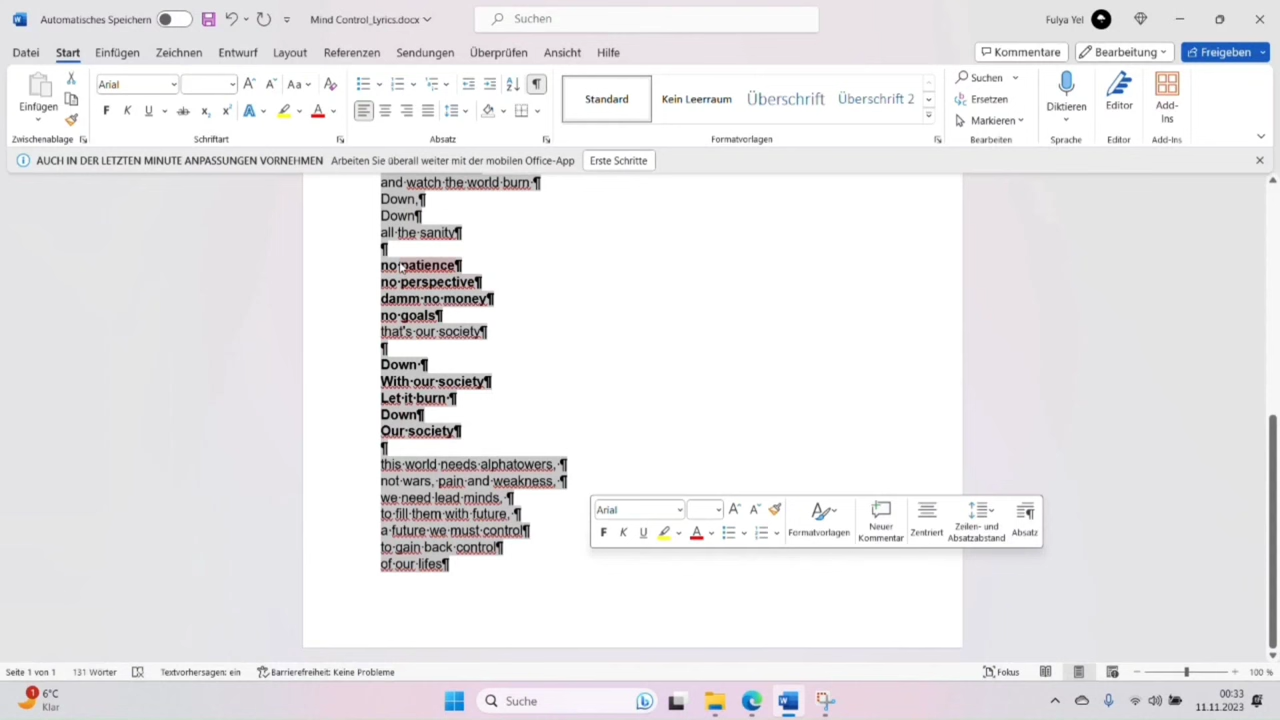 Automatisches Speichern Mind Control_Lyrics.docx Suchen Fulya Yel
Datei Start Einfügen Zeichnen Entwurf Layout Referenzen Sendungen Überprüfen Ansicht Hilfe Kommentare Bearbeitung Freigeben
Einfügen Arial Aa Standard Kein Leerraum Überschrift Überschrift 2 Suchen Ersetzen Markieren Diktieren Editor Add-Ins
F K U ab x₂ x² A A
Zwischenablage Schriftart Absatz Formatvorlagen Bearbeiten Sprache Editor Add-Ins
AUCH IN DER LETZTEN MINUTE ANPASSUNGEN VORNEHMEN Arbeiten Sie überall weiter mit der mobilen Office-App Erste Schritte
and·watch·the·world·burn·¶
Down,¶
Down¶
all·the·sanity¶
¶
no·patience¶
no·perspective¶
damm·no·money¶
no·goals¶
that's·our·society¶
¶
Down·¶
With·our·society¶
Let·it·burn·¶
Down¶
Our·society¶
¶
this·world·needs·alphatowers,·¶
not·wars,·pain·and·weakness,·¶
we·need·lead·minds,·¶
to·fill·them·with·future,·¶
a·future·we·must·control¶
to·gain·back·control¶
of·our·lifes¶
Arial
F K U A Formatvorlagen Neuer Kommentar Zentriert Zeilen- und Absatzabstand Absatz
Seite 1 von 1 131 Wörter Textvorhersagen: ein Barrierefreiheit: Keine Probleme Fokus 100 %
1 6°C
Klar
Suche
00:33
11.11.2023